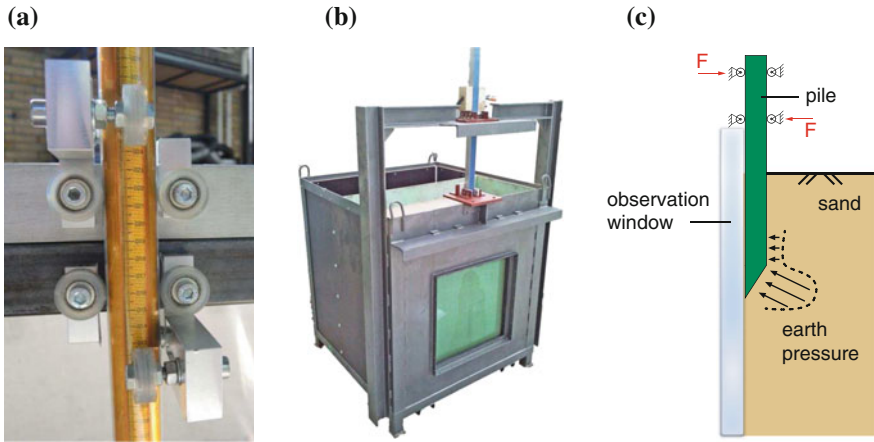 (a)
(b)
(c)
F
pile
F
observation
window
sand
earth
pressure